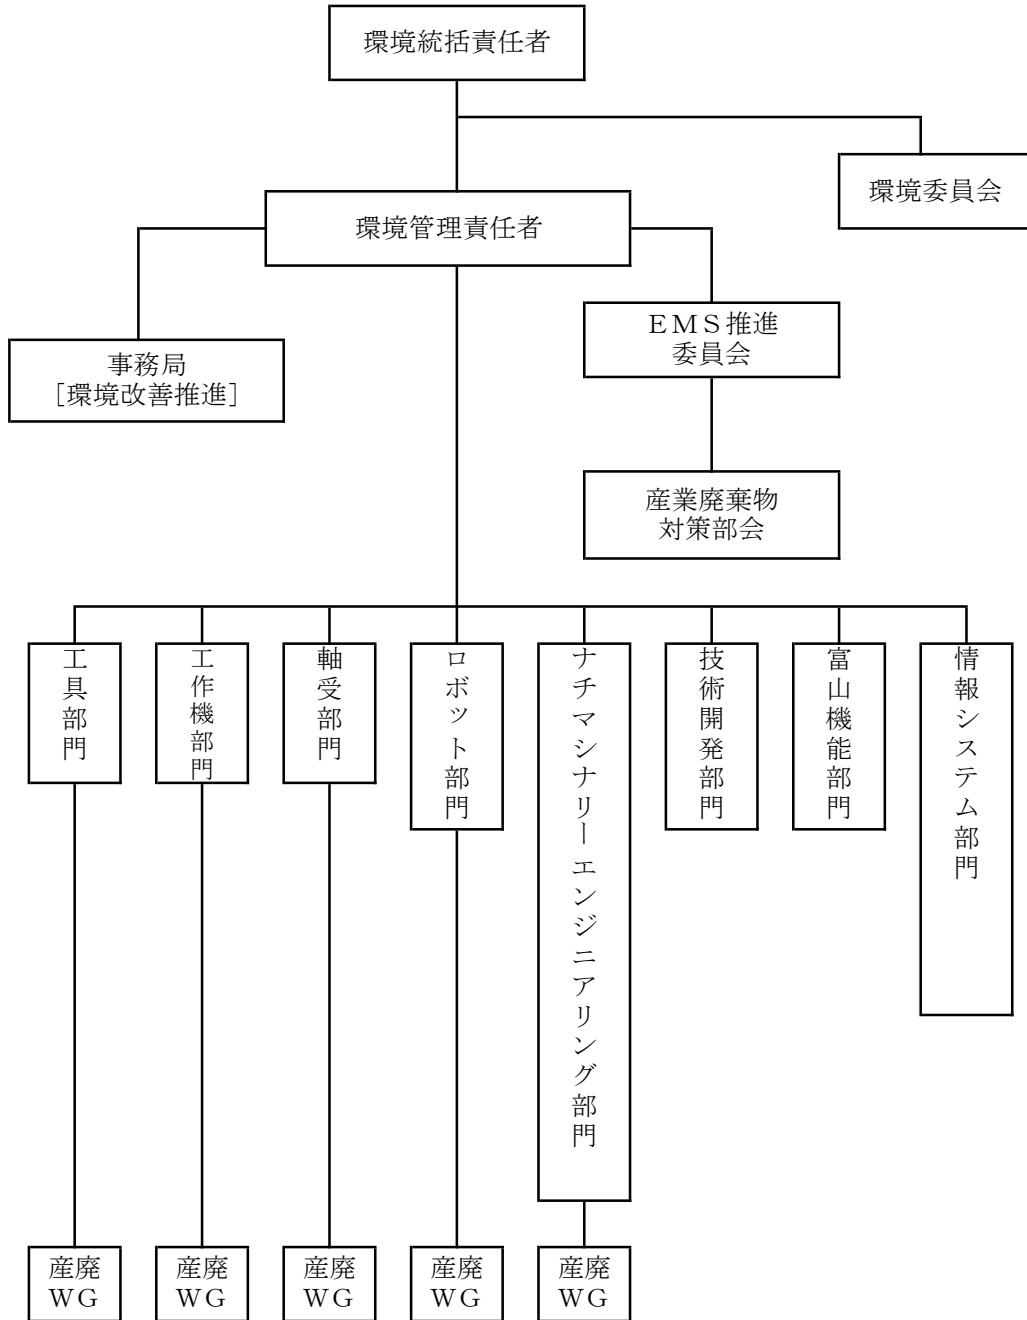 環境統括責任者
環境委員会
環境管理責任者
EMS推進
委員会
事務局
[環境改善推進]
産業廃棄物
対策部会
工具部門
工作機部門
軸受部門
ロボット部門
ナチマシナリーエンジニアリング部門
技術開発部門
富山機能部門
情報システム部門
産廃
WG
産廃
WG
産廃
WG
産廃
WG
産廃
WG